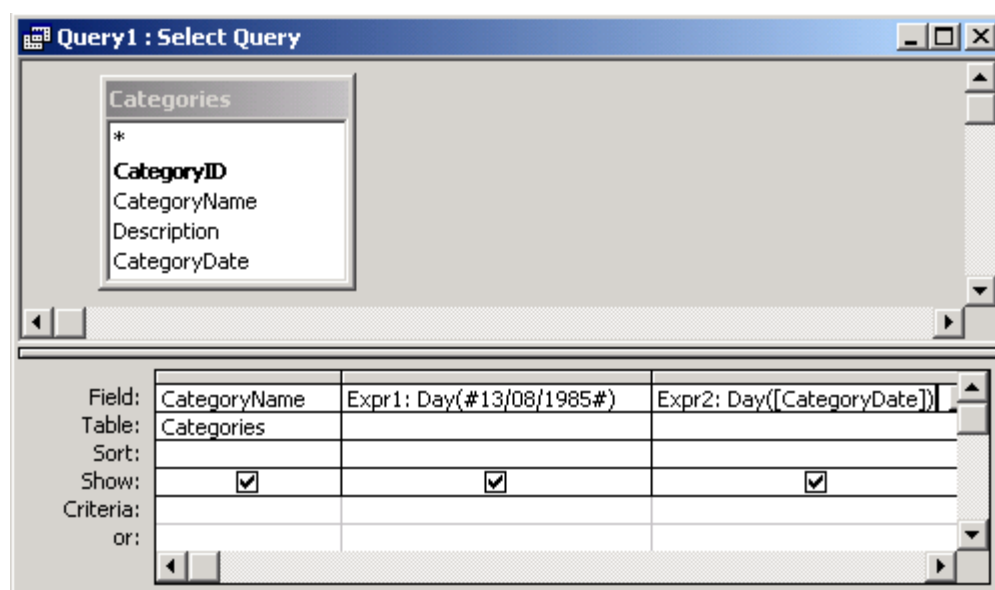 Query1 : Select Query
Categories
*
CategoryID
CategoryName
Description
CategoryDate
Field: CategoryName Expr1: Day(#13/08/1985#) Expr2: Day([CategoryDate])
Table: Categories
Sort:
Show:
Criteria:
or: